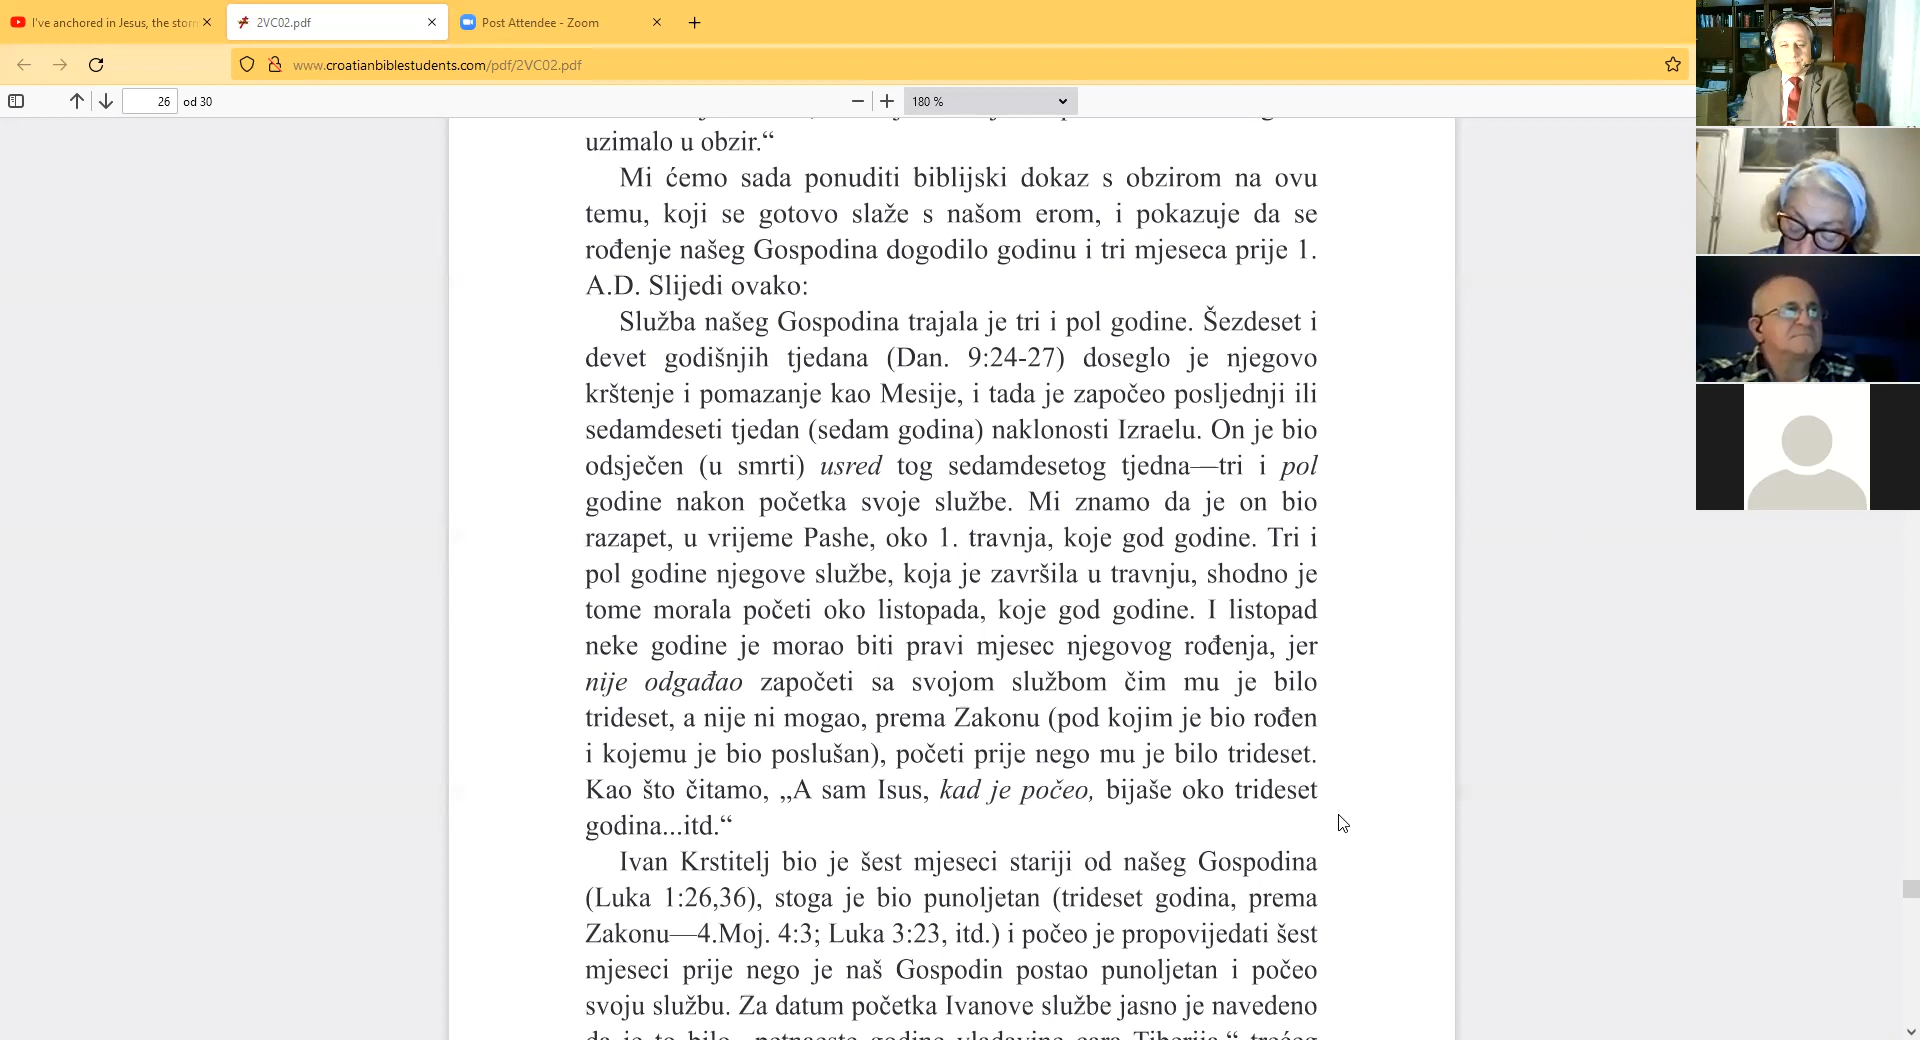 I've anchored in Jesus, the stor
2VC02.pdf
Post Attendee - Zoom
www.croatianbiblestudents.com/pdf/2VC02.pdf
26 od 30
180 %
uzimalo u obzir.“
Mi ćemo sada ponuditi biblijski dokaz s obzirom na ovu
temu, koji se gotovo slaže s našom erom, i pokazuje da se
rođenje našeg Gospodina dogodilo godinu i tri mjeseca prije 1.
A.D. Slijedi ovako:
Služba našeg Gospodina trajala je tri i pol godine. Šezdeset i
devet godišnjih tjedana (Dan. 9:24-27) doseglo je njegovo
krštenje i pomazanje kao Mesije, i tada je započeo posljednji ili
sedamdeseti tjedan (sedam godina) naklonosti Izraelu. On je bio
odsječen (u smrti) usred tog sedamdesetog tjedna—tri i pol
godine nakon početka svoje službe. Mi znamo da je on bio
razapet, u vrijeme Pashe, oko 1. travnja, koje god godine. Tri i
pol godine njegove službe, koja je završila u travnju, shodno je
tome morala početi oko listopada, koje god godine. I listopad
neke godine je morao biti pravi mjesec njegovog rođenja, jer
nije odgađao započeti sa svojom službom čim mu je bilo
trideset, a nije ni mogao, prema Zakonu (pod kojim je bio rođen
i kojemu je bio poslušan), početi prije nego mu je bilo trideset.
Kao što čitamo, „A sam Isus, kad je počeo, bijaše oko trideset
godina...itd.“
Ivan Krstitelj bio je šest mjeseci stariji od našeg Gospodina
(Luka 1:26,36), stoga je bio punoljetan (trideset godina, prema
Zakonu—4.Moj. 4:3; Luka 3:23, itd.) i počeo je propovijedati šest
mjeseci prije nego je naš Gospodin postao punoljetan i počeo
svoju službu. Za datum početka Ivanove službe jasno je navedeno
da je to bilo „petnaeste godine vladavine cara Tiberija,“ trećeg